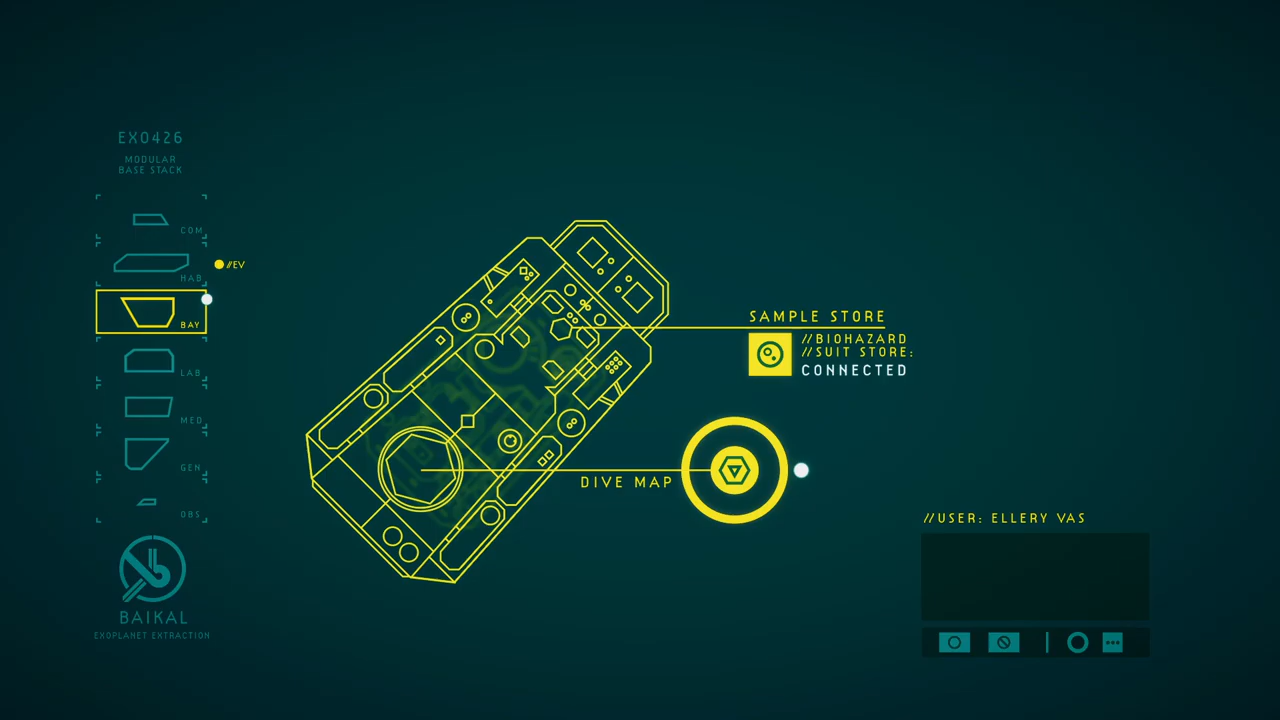 EX0426
MODULAR
BASE STACK
COM
HAB
//EV
BAY
LAB
MED
GEN
OBS
BAIKAL
EXOPLANET EXTRACTION
SAMPLE STORE
//BIOHAZARD
//SUIT STORE:
CONNECTED
DIVE MAP
//USER: ELLERY VAS